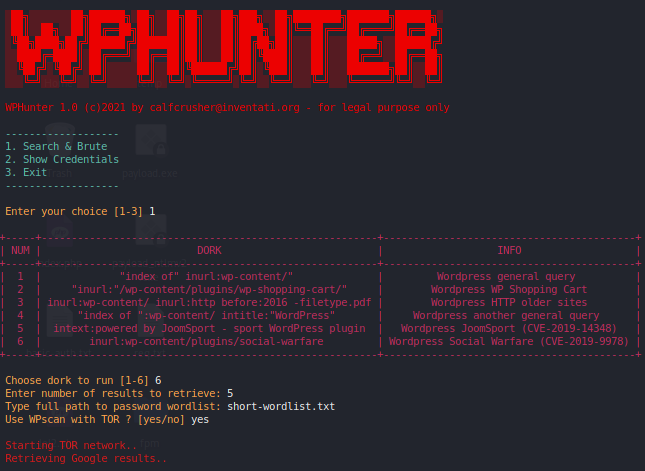 WPHUNTER
WPHunter 1.0 (c)2021 by calfcrusher@inventati.org - for legal purpose only
-------------------
1. Search & Brute
2. Show Credentials
3. Exit
-------------------
Enter your choice [1-3] 1
| NUM | DORK | INFO |
| 1 | "index of" inurl:wp-content/" | Wordpress general query |
| 2 | "inurl:"/wp-content/plugins/wp-shopping-cart/" | Wordpress WP Shopping Cart |
| 3 | inurl:wp-content/ inurl:http before:2016 -filetype.pdf | Wordpress HTTP older sites |
| 4 | "index of ":wp-content/ intitle:"WordPress" | Wordpress another general query |
| 5 | intext:powered by JoomSport - sport WordPress plugin | Wordpress JoomSport (CVE-2019-14348) |
| 6 | inurl:wp-content/plugins/social-warfare | Wordpress Social Warfare (CVE-2019-9978) |
Choose dork to run [1-6] 6
Enter number of results to retrieve: 5
Type full path to password wordlist: short-wordlist.txt
Use WPscan with TOR ? [yes/no] yes
Starting TOR network..
Retrieving Google results..